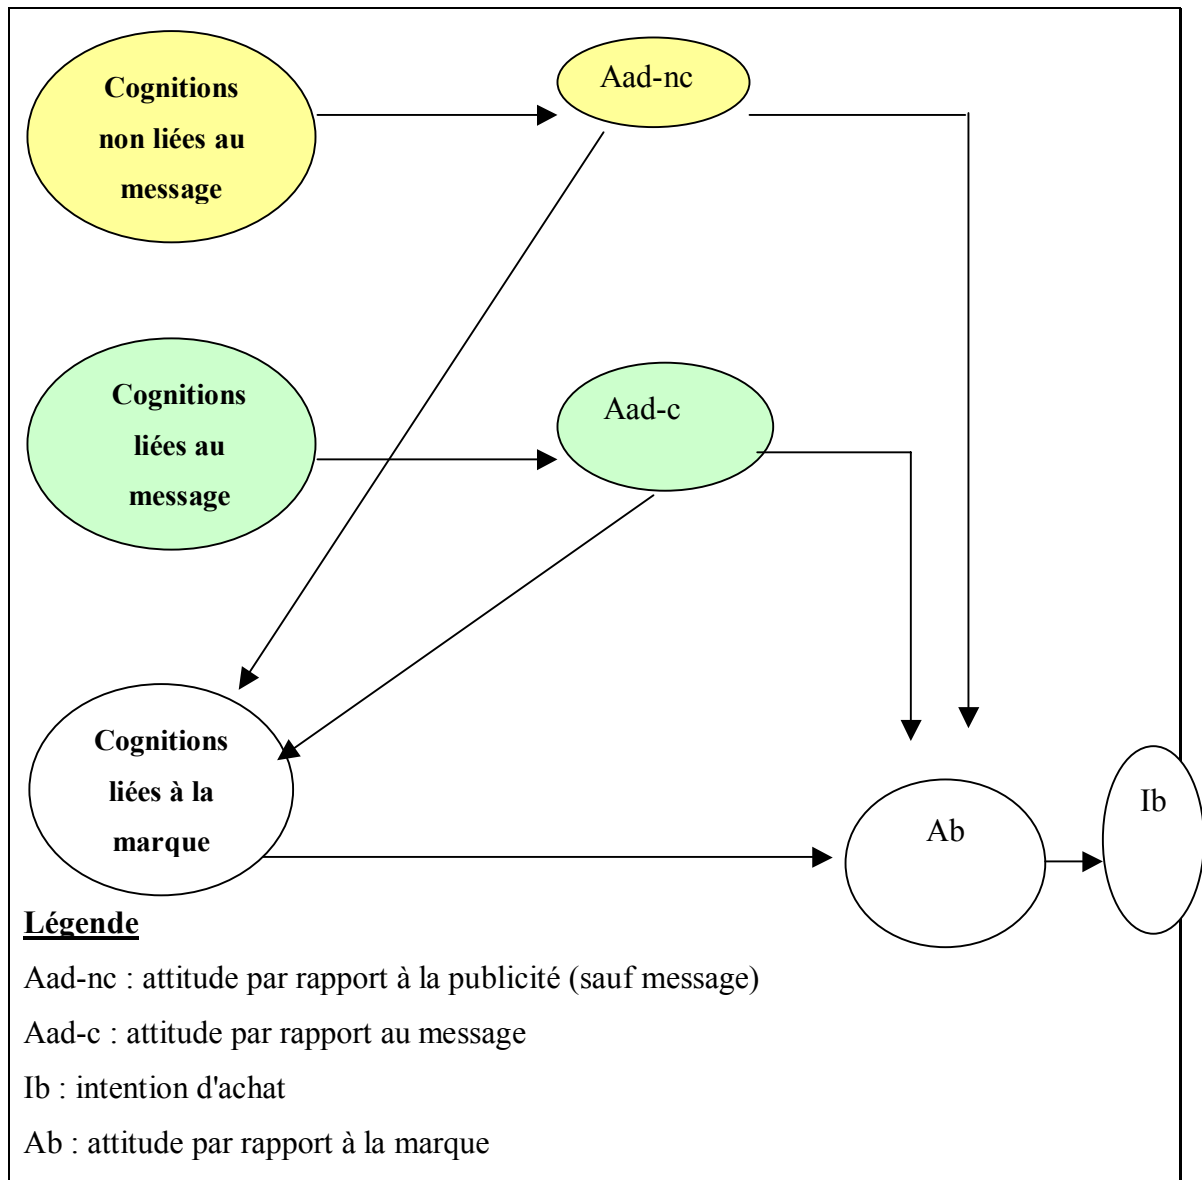 Cognitions
non liées au
message
Aad-nc
Cognitions
liées au
message
Aad-c
Cognitions
liées à la
marque
Ab
Ib
Légende
Aad-nc : attitude par rapport à la publicité (sauf message)
Aad-c : attitude par rapport au message
Ib : intention d'achat
Ab : attitude par rapport à la marque